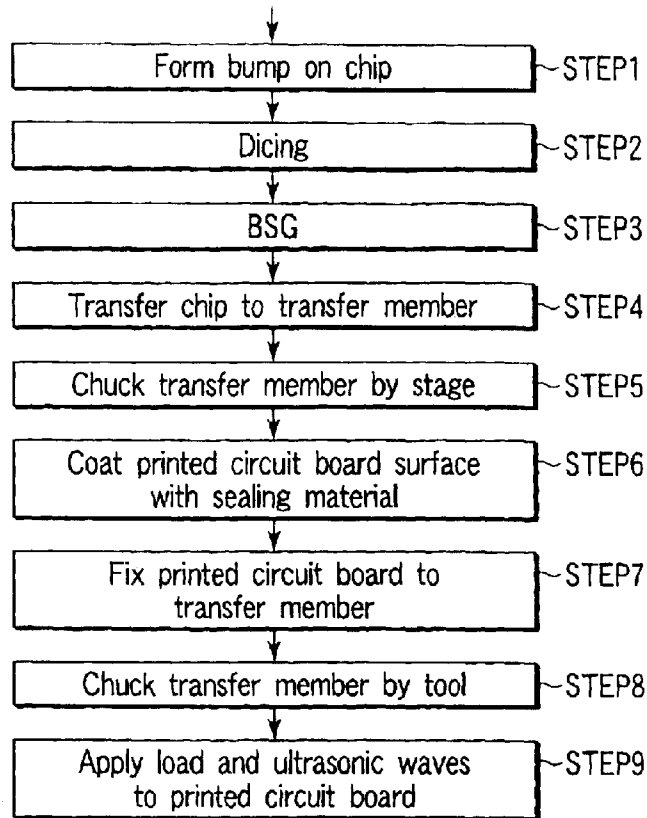 Form bump on chip
STEP1
Dicing
STEP2
BSG
STEP3
Transfer chip to transfer member
STEP4
Chuck transfer member by stage
STEP5
Coat printed circuit board surface
with sealing material
STEP6
Fix printed circuit board to
transfer member
STEP7
Chuck transfer member by tool
STEP8
Apply load and ultrasonic waves
to printed circuit board
STEP9